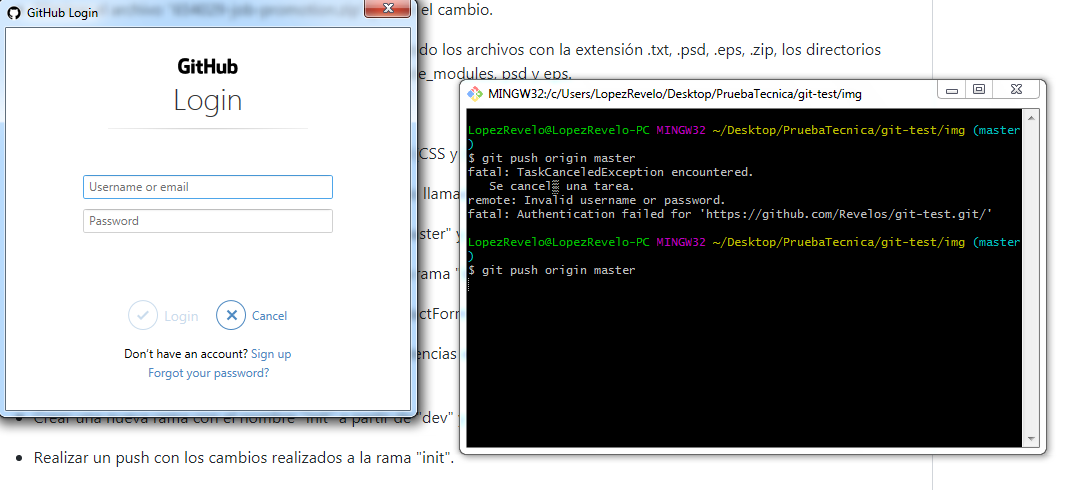 GitHub Login
el cambio.
do los archivos con la extensión .txt, .psd, .eps, .zip, los directorios
e_modules, psd y eps.
GitHub
Login
Username or email
Password
Login
Cancel
Don't have an account? Sign up
Forgot your password?
CSS y
llama
ster" y
rama "
ctForm
encias
MINGW32:/c/Users/LopezRevelo/Desktop/PruebaTecnica/git-test/img
LopezRevelo@LopezRevelo-PC MINGW32 ~/Desktop/PruebaTecnica/git-test/img (master
)
$ git push origin master
fatal: TaskCanceledException encountered.
Se cancel▒ una tarea.
remote: Invalid username or password.
fatal: Authentication failed for 'https://github.com/Revelos/git-test.git/'
LopezRevelo@LopezRevelo-PC MINGW32 ~/Desktop/PruebaTecnica/git-test/img (master
)
$ git push origin master
Crear una nueva rama con el nombre "init" a partir de "dev" y
Realizar un push con los cambios realizados a la rama "init".